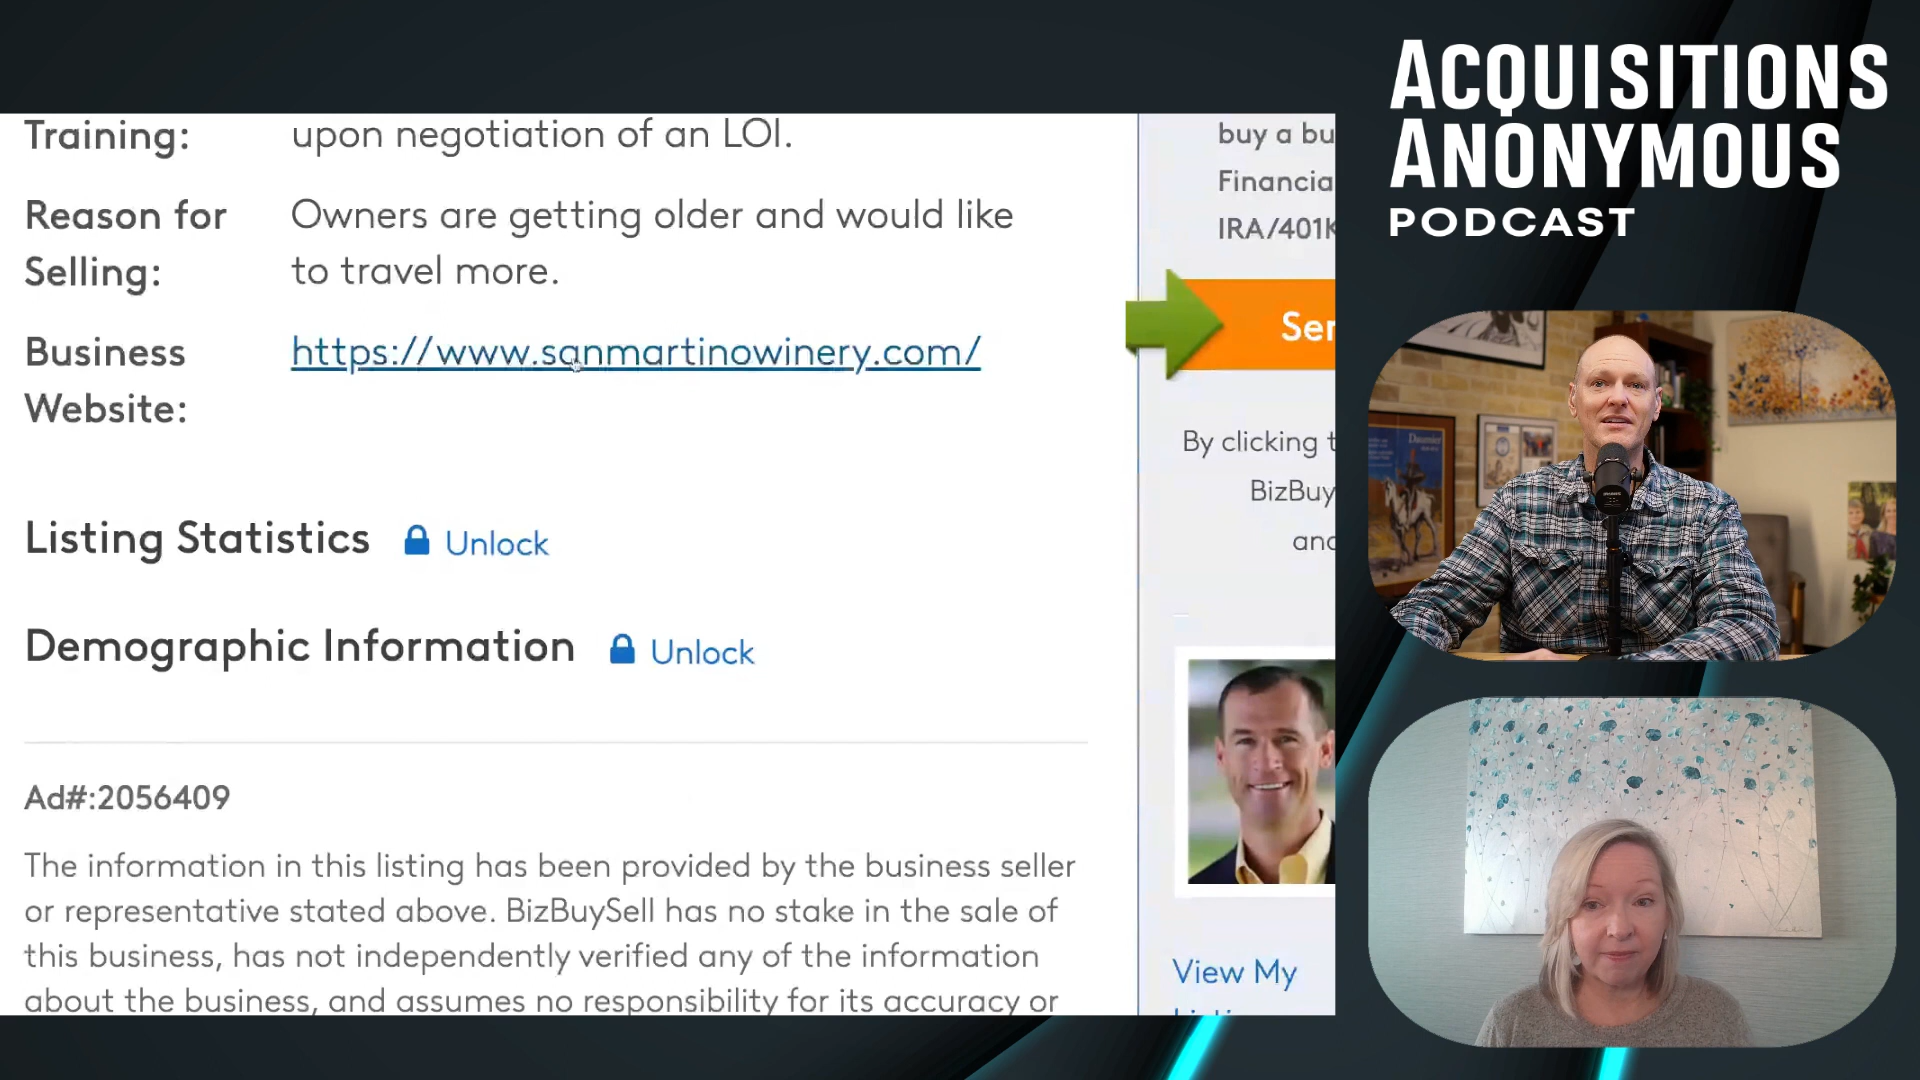 Training:
upon negotiation of an LOI.
Reason for
Selling:
Owners are getting older and would like
to travel more.
Business
Website:
https://www.sanmartinowinery.com/
Listing Statistics
Unlock
Demographic Information
Unlock
Ad#:2056409
The information in this listing has been provided by the business seller
or representative stated above. BizBuySell has no stake in the sale of
this business, has not independently verified any of the information
about the business, and assumes no responsibility for its accuracy or
buy a bu
Financia
IRA/401K
Ser
By clicking t
BizBuy
and
View My
ACQUISITIONS
ANONYMOUS
PODCAST